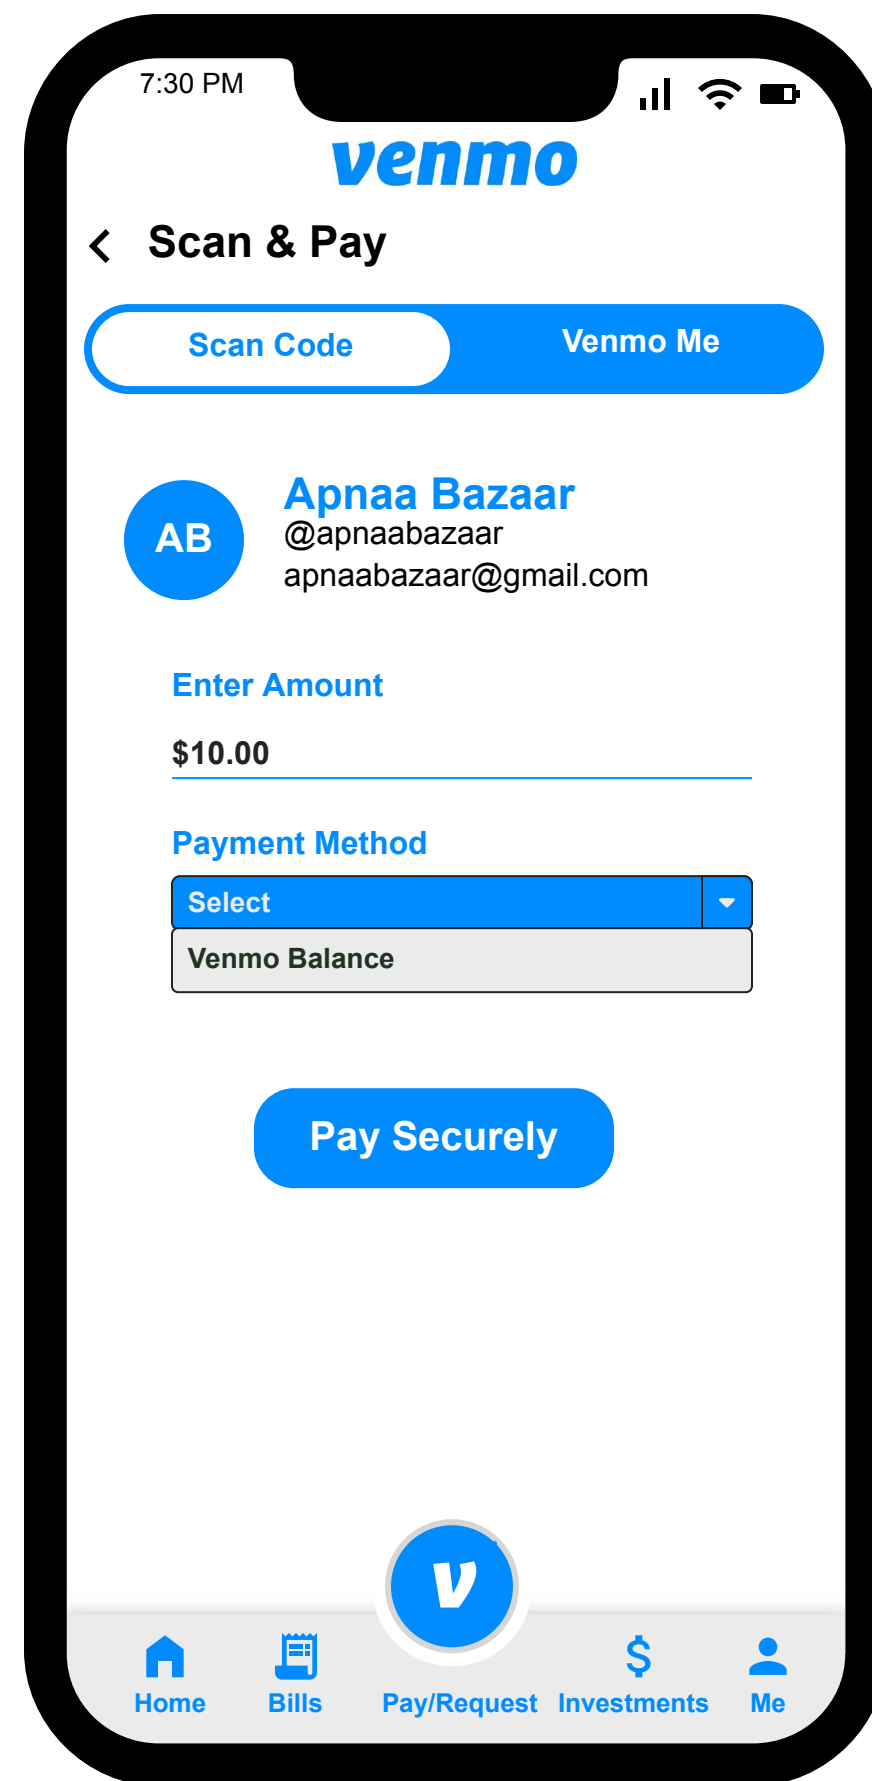 7:30 PM
venmo
Scan & Pay
Scan Code
Venmo Me
AB
Apnaa Bazaar
@apnaabazaar
apnaabazaar@gmail.com
Enter Amount
$10.00
Payment Method
Select
Venmo Balance
Pay Securely
V
$
Home
Bills
Pay/Request
Investments
Me